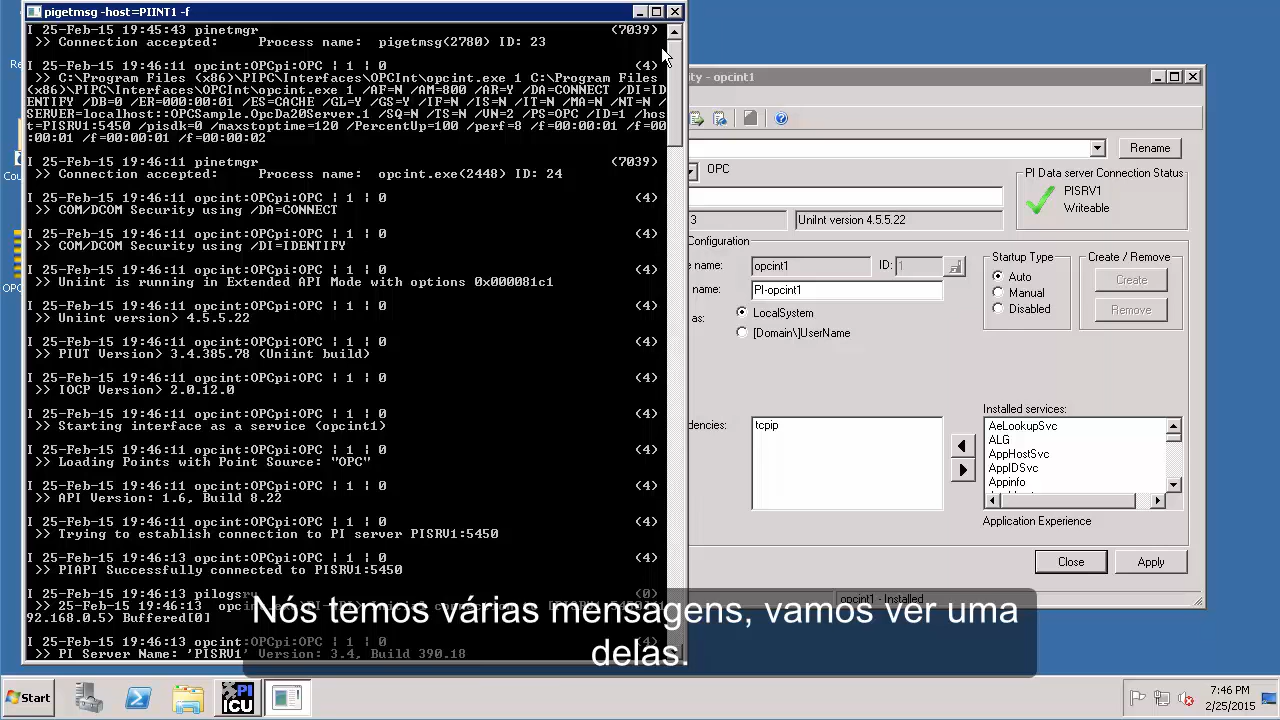 pigetmsg -host=PIINT1 -f
I 25-Feb-15 19:45:43 pinetmgr (7039)
>> Connection accepted: Process name: pigetmsg(2780) ID: 23
I 25-Feb-15 19:46:11 opcint:OPCpi:OPC | 1 | 0 (4)
>> C:\Program Files (x86)\PIPC\Interfaces\OPCInt\opcint.exe 1 C:\Program Files
(x86)\PIPC\Interfaces\OPCInt\opcint.exe 1 /AF=N /AM=800 /AR=Y /DA=CONNECT /DI=ID
ENTIFY /DB=0 /ER=000:00:01 /ES=CACHE /GL=Y /GS=Y /IF=N /IS=N /IT=N /MA=N /NT=N /
SERVER=localhost::OPCSample.OpcDa20Server.1 /SQ=N /TS=N /VN=2 /PS=OPC /ID=1 /hos
t=PISRV1:5450 /pisdk=0 /maxstoptime=120 /PercentUp=100 /perf=8 /f=00:00:01 /f=00
:00:01 /f=00:00:01 /f=00:00:02
I 25-Feb-15 19:46:11 pinetmgr (7039)
>> Connection accepted: Process name: opcint.exe(2448) ID: 24
I 25-Feb-15 19:46:11 opcint:OPCpi:OPC | 1 | 0 (4)
>> COM/DCOM Security using /DA=CONNECT
I 25-Feb-15 19:46:11 opcint:OPCpi:OPC | 1 | 0 (4)
>> COM/DCOM Security using /DI=IDENTIFY
I 25-Feb-15 19:46:11 opcint:OPCpi:OPC | 1 | 0 (4)
>> Uniint is running in Extended API Mode with options 0x000081c1
I 25-Feb-15 19:46:11 opcint:OPCpi:OPC | 1 | 0 (4)
>> Uniint version> 4.5.5.22
I 25-Feb-15 19:46:11 opcint:OPCpi:OPC | 1 | 0 (4)
>> PIUT Version> 3.4.385.78 (Uniint build)
I 25-Feb-15 19:46:11 opcint:OPCpi:OPC | 1 | 0 (4)
>> IOCP Version> 2.0.12.0
I 25-Feb-15 19:46:11 opcint:OPCpi:OPC | 1 | 0 (4)
>> Starting interface as a service (opcint1)
I 25-Feb-15 19:46:11 opcint:OPCpi:OPC | 1 | 0 (4)
>> Loading Points with Point Source: "OPC"
I 25-Feb-15 19:46:11 opcint:OPCpi:OPC | 1 | 0 (4)
>> API Version: 1.6, Build 8.22
I 25-Feb-15 19:46:11 opcint:OPCpi:OPC | 1 | 0 (4)
>> Trying to establish connection to PI server PISRV1:5450
I 25-Feb-15 19:46:13 opcint:OPCpi:OPC | 1 | 0 (4)
>> PIAPI Successfully connected to PISRV1:5450
I 25-Feb-15 19:46:13 pilogsrv (0)
92.168.0.5) Buffered[0]
I 25-Feb-15 19:46:13 opcint:OPCpi:OPC | 1 | 0 (4)
>> PI Server Name: 'PISRV1' Version: 3.4, Build 390.18
ity - opcint1
Rename
OPC
PI Data server Connection Status
PISRV1
Writeable
3
UniInt version 4.5.5.22
Configuration
e name:
opcint1
ID:
1
name:
PI-opcint1
as:
LocalSystem
[Domain\]UserName
Startup Type
Auto
Manual
Disabled
Create / Remove
Create
Remove
dencies:
tcpip
Installed services:
AeLookupSvc
ALG
AppHostSvc
AppIDSvc
Appinfo
Application Experience
Close
Apply
opcint1 - Installed
Nós temos várias mensagens, vamos ver uma
delas.
Start
PI
ICU
7:46 PM
2/25/2015